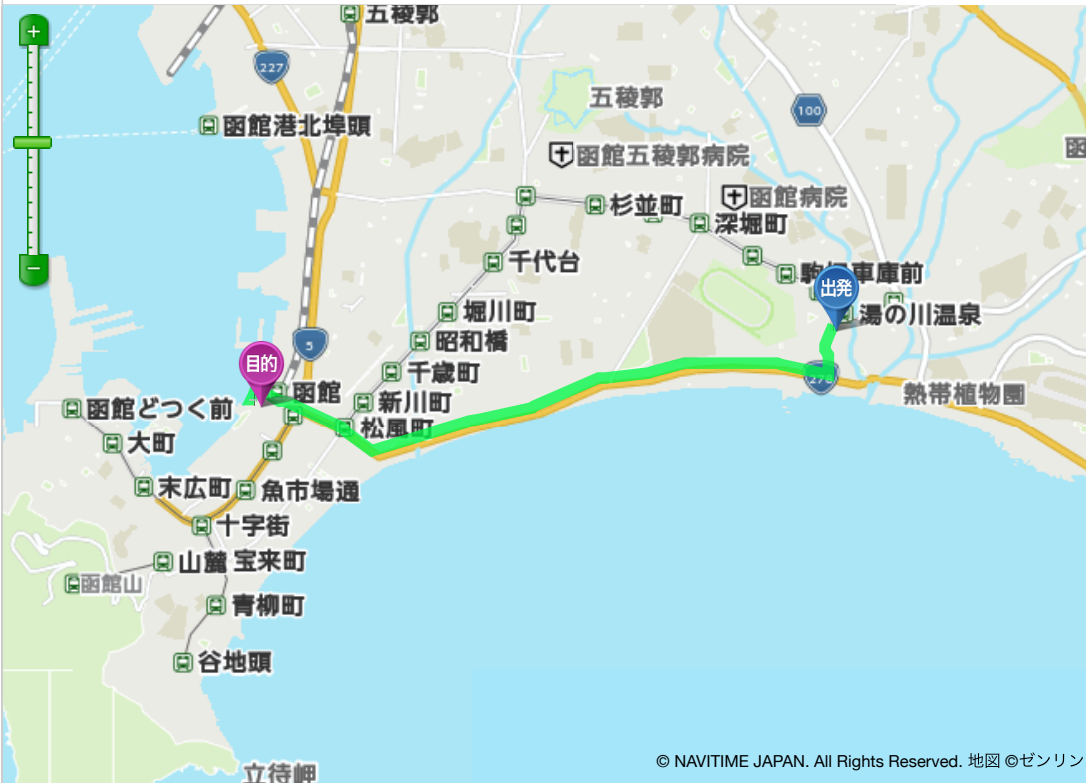 +
五稜郭
227
100
五稜郭
函館港北埠頭
函
函館五稜郭病院
函館病院
杉並町
深堀町
千代台
駒場車庫前
出発
−
堀川町
湯の川温泉
5
昭和橋
目的
千歳町
278
函館
熱帯植物園
函館どつく前
新川町
松風町
大町
末広町
魚市場通
十字街
山麓
宝来町
函館山
青柳町
谷地頭
立待岬
© NAVITIME JAPAN. All Rights Reserved. 地図 ©ゼンリン